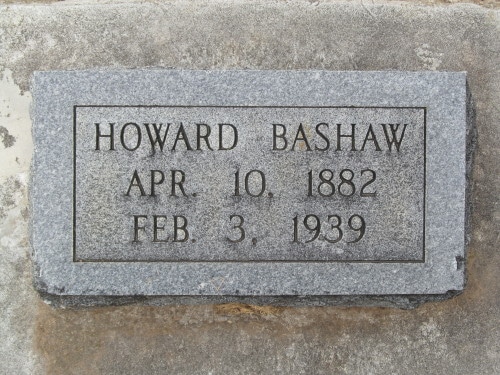 HOWARD BASHAW
APR. 10, 1882
FEB. 3, 1939